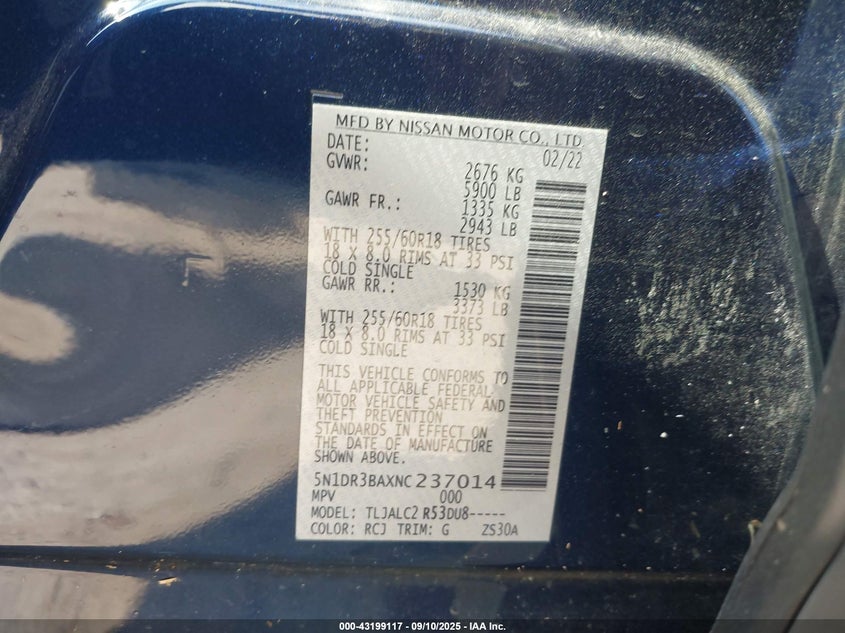 MFD BY NISSAN MOTOR CO., LTD.
DATE: 02/22
GVWR: 2676 KG
5900 LB
GAWR FR.: 1335 KG
2943 LB
WITH 255/60R18 TIRES
18 X 8.0 RIMS AT 33 PSI
COLD SINGLE
GAWR RR.: 1530 KG
3373 LB
WITH 255/60R18 TIRES
18 X 8.0 RIMS AT 33 PSI
COLD SINGLE
THIS VEHICLE CONFORMS TO
ALL APPLICABLE FEDERAL
MOTOR VEHICLE SAFETY AND
THEFT PREVENTION
STANDARDS IN EFFECT ON
THE DATE OF MANUFACTURE
SHOWN ABOVE.
5N1DR3BAXNC237014
MPV 000
MODEL: TLJALC2 R53DU8-----
COLOR: RCJ TRIM: G ZS30A
000-43199117 - 09/10/2025 - IAA Inc.